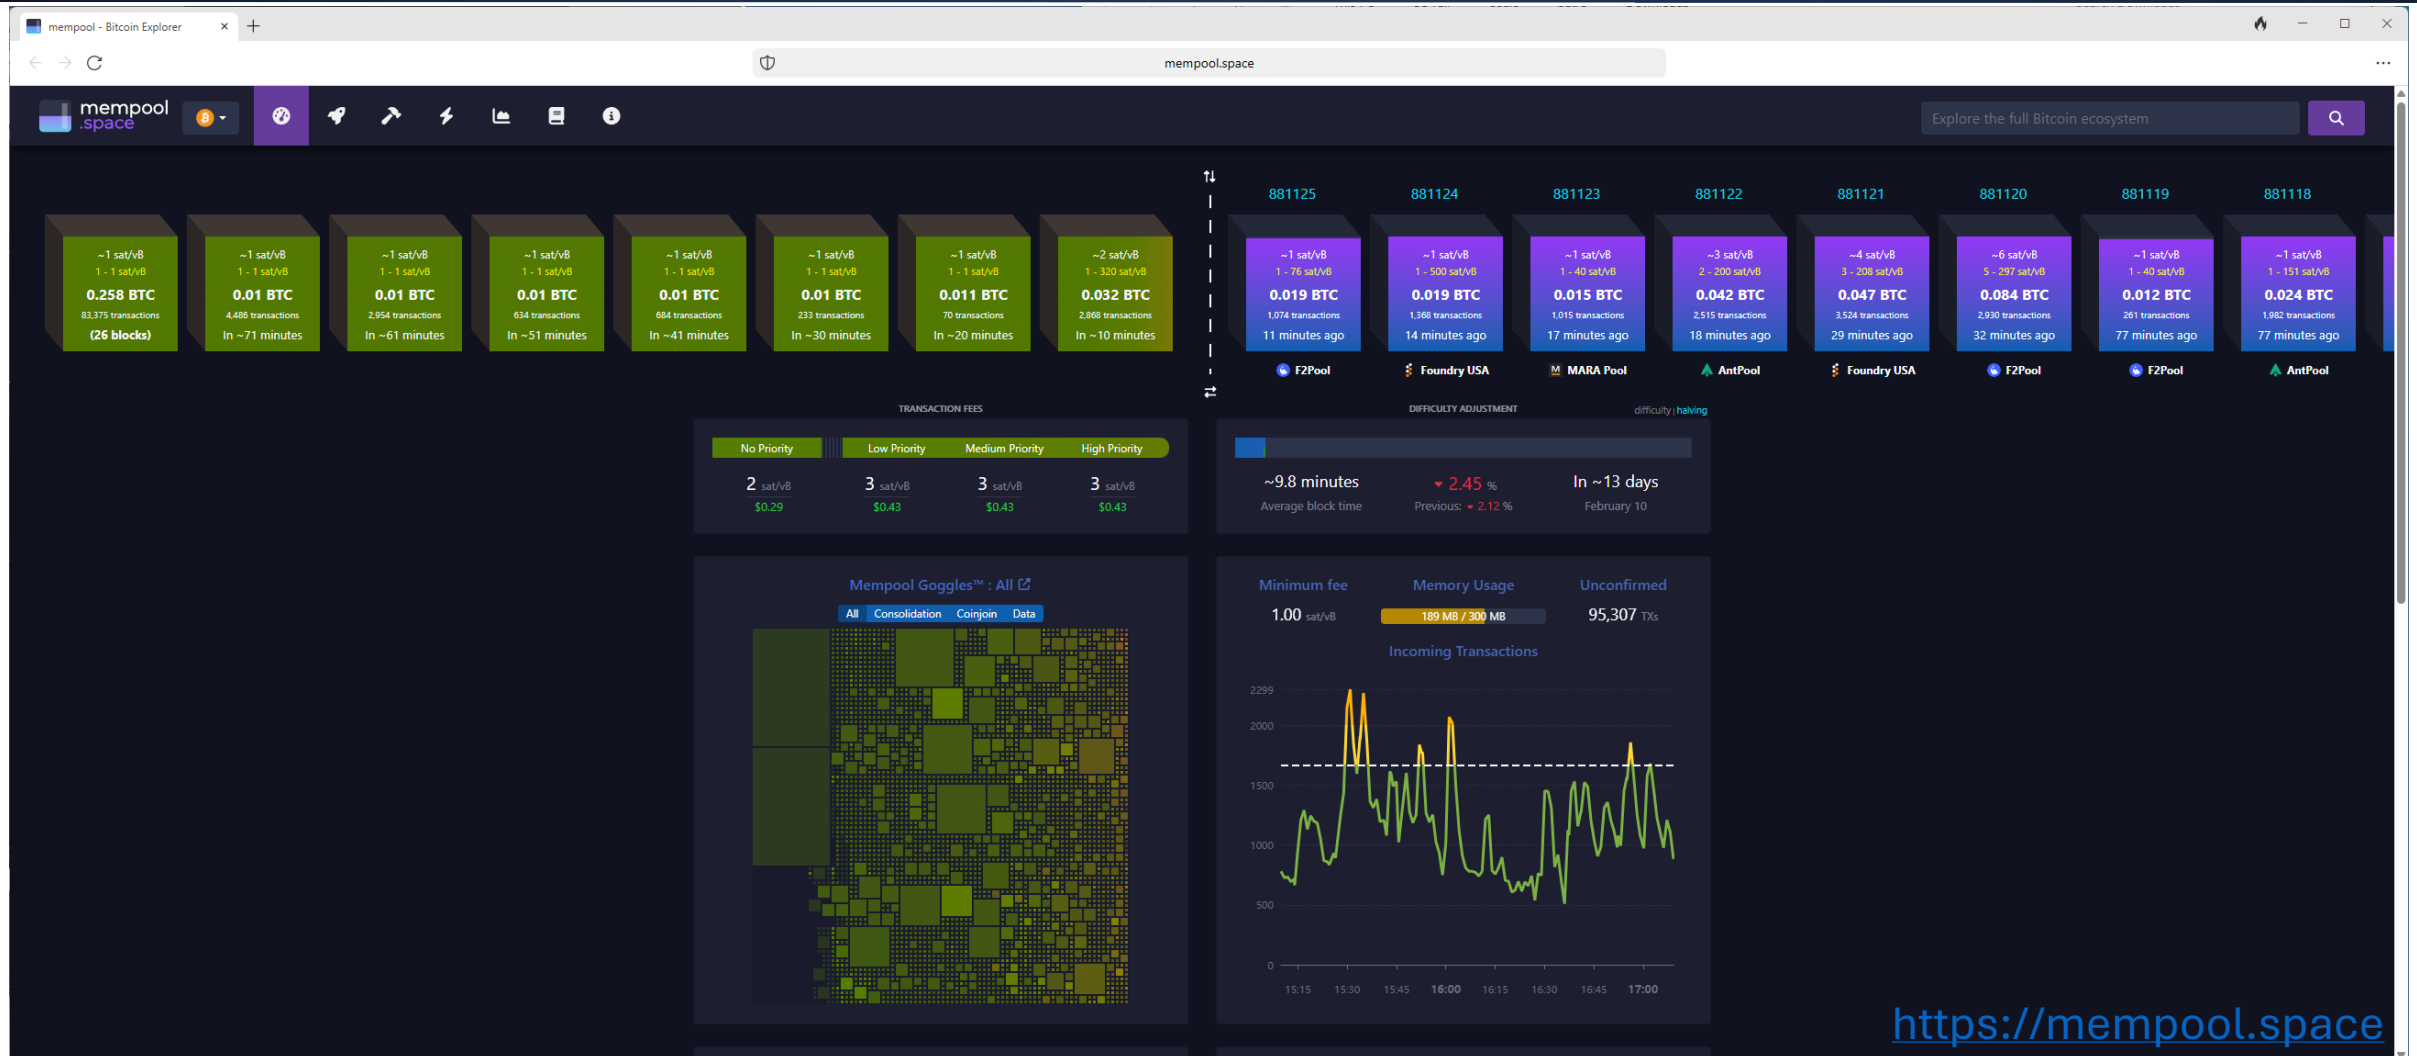 mempool - Bitcoin Explorer
mempool.space
mempool
.space
Explore the full Bitcoin ecosystem
881125 881124 881123 881122 881121 881120 881119 881118
~1 sat/vB ~1 sat/vB ~1 sat/vB ~1 sat/vB ~1 sat/vB ~1 sat/vB ~1 sat/vB ~2 sat/vB ~1 sat/vB ~1 sat/vB ~1 sat/vB ~3 sat/vB ~4 sat/vB ~6 sat/vB ~1 sat/vB ~1 sat/vB
1 - 1 sat/vB 1 - 1 sat/vB 1 - 1 sat/vB 1 - 1 sat/vB 1 - 1 sat/vB 1 - 1 sat/vB 1 - 1 sat/vB 1 - 320 sat/vB 1 - 76 sat/vB 1 - 500 sat/vB 1 - 40 sat/vB 2 - 200 sat/vB 3 - 208 sat/vB 5 - 297 sat/vB 1 - 40 sat/vB 1 - 151 sat/vB
0.258 BTC 0.01 BTC 0.01 BTC 0.01 BTC 0.01 BTC 0.01 BTC 0.011 BTC 0.032 BTC 0.019 BTC 0.019 BTC 0.015 BTC 0.042 BTC 0.047 BTC 0.084 BTC 0.012 BTC 0.024 BTC
83,375 transactions 4,486 transactions 2,954 transactions 634 transactions 684 transactions 233 transactions 70 transactions 2,868 transactions 1,074 transactions 1,368 transactions 1,015 transactions 2,515 transactions 3,524 transactions 2,930 transactions 261 transactions 1,982 transactions
(26 blocks) In ~71 minutes In ~61 minutes In ~51 minutes In ~41 minutes In ~30 minutes In ~20 minutes In ~10 minutes 11 minutes ago 14 minutes ago 17 minutes ago 18 minutes ago 29 minutes ago 32 minutes ago 77 minutes ago 77 minutes ago
F2Pool Foundry USA MARA Pool AntPool Foundry USA F2Pool F2Pool AntPool
TRANSACTION FEES
No Priority Low Priority Medium Priority High Priority
2 sat/vB 3 sat/vB 3 sat/vB 3 sat/vB
$0.29 $0.43 $0.43 $0.43
DIFFICULTY ADJUSTMENT difficulty | halving
~9.8 minutes 2.45 % In ~13 days
Average block time Previous: 2.12 % February 10
Mempool Goggles™ : All
All Consolidation Coinjoin Data
Minimum fee Memory Usage Unconfirmed
1.00 sat/vB 189 MB / 300 MB 95,307 TXs
Incoming Transactions
2299
2000
1500
1000
500
0
15:15 15:30 15:45 16:00 16:15 16:30 16:45 17:00
https://mempool.space